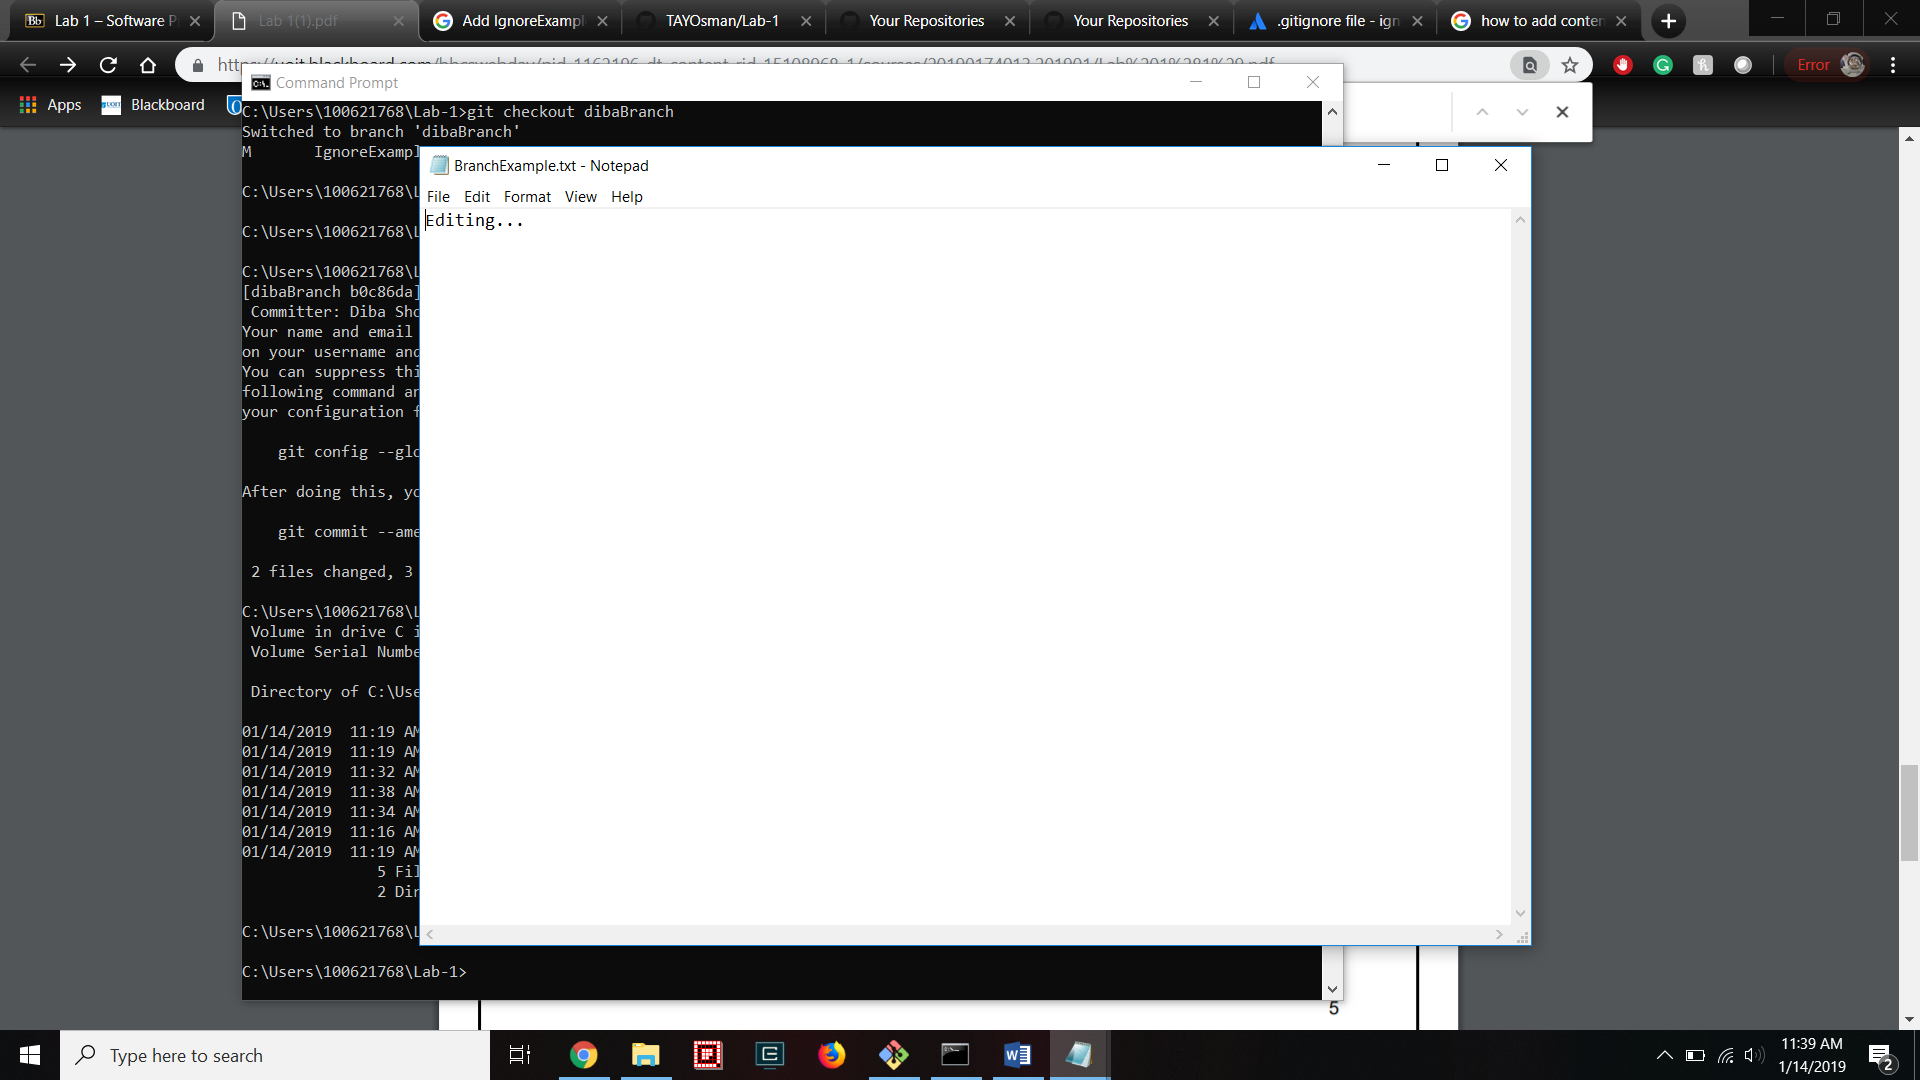 Lab 1 – Software P
Lab 1(1).pdf
Add IgnoreExampl
TAYOsman/Lab-1
Your Repositories
Your Repositories
.gitignore file - ign
how to add conten
Error
Apps
Blackboard
Command Prompt
C:\Users\100621768\Lab-1>git checkout dibaBranch
Switched to branch 'dibaBranch'
M IgnoreExampl
BranchExample.txt - Notepad
File Edit Format View Help
Editing...
C:\Users\100621768\L
C:\Users\100621768\L
C:\Users\100621768\L
[dibaBranch b0c86da]
Committer: Diba Sho
Your name and email
on your username and
You can suppress thi
following command an
your configuration f
git config --glo
After doing this, yo
git commit --ame
2 files changed, 3
C:\Users\100621768\L
Volume in drive C i
Volume Serial Numbe
Directory of C:\Use
01/14/2019 11:19 AM
01/14/2019 11:19 AM
01/14/2019 11:32 AM
01/14/2019 11:38 AM
01/14/2019 11:34 AM
01/14/2019 11:16 AM
01/14/2019 11:19 AM
5 Fil
2 Dir
C:\Users\100621768\L
C:\Users\100621768\Lab-1>
5
Type here to search
11:39 AM
1/14/2019
2